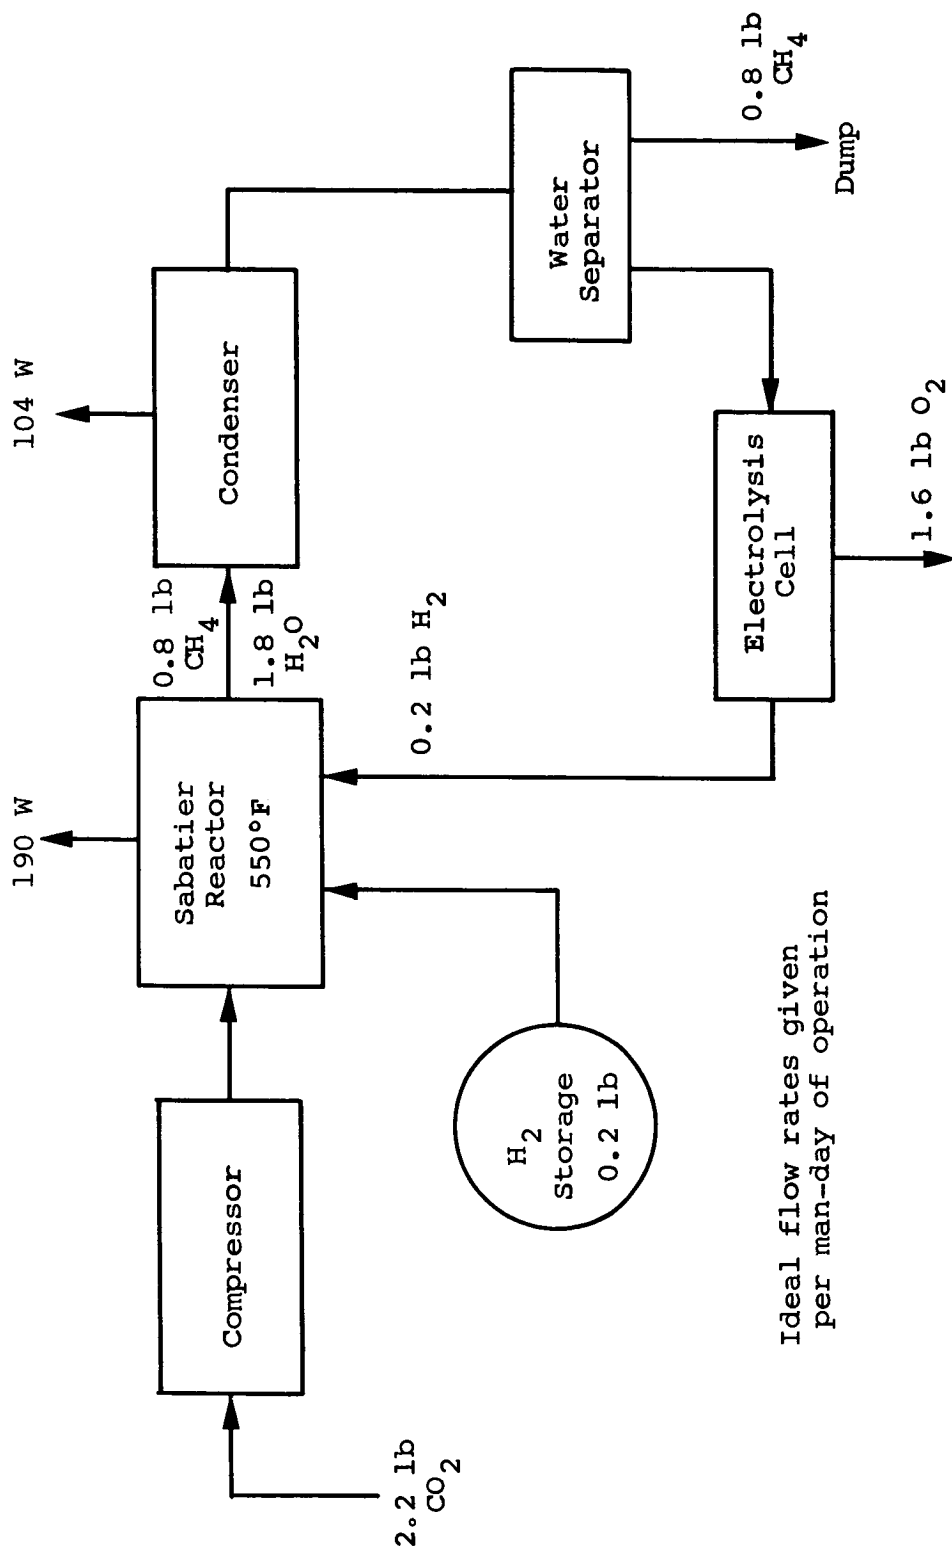 190 W
104 W
2.2 lb
CO2
Compressor
Sabatier
Reactor
550°F
0.8 lb
CH4
1.8 lb
H2O
Condenser
H2
Storage
0.2 lb
0.2 lb H2
Water
Separator
Electrolysis
Cell
0.8 lb
CH4
Dump
1.6 lb O2
Ideal flow rates given
per man-day of operation